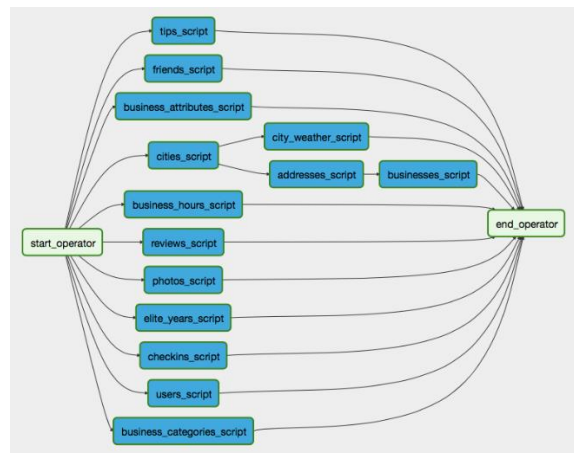 tips_script
friends_script
business_attributes_script
city_weather_script
cities_script
addresses_script
businesses_script
business_hours_script
end_operator
start_operator
reviews_script
photos_script
elite_years_script
checkins_script
users_script
business_categories_script